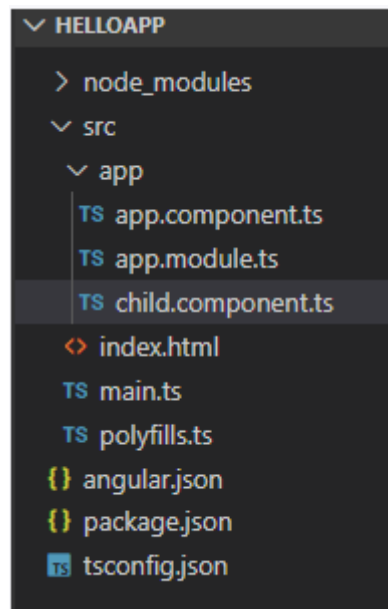 HELLOAPP
node_modules
src
app
TS app.component.ts
TS app.module.ts
TS child.component.ts
<> index.html
TS main.ts
TS polyfills.ts
{} angular.json
{} package.json
TS tsconfig.json